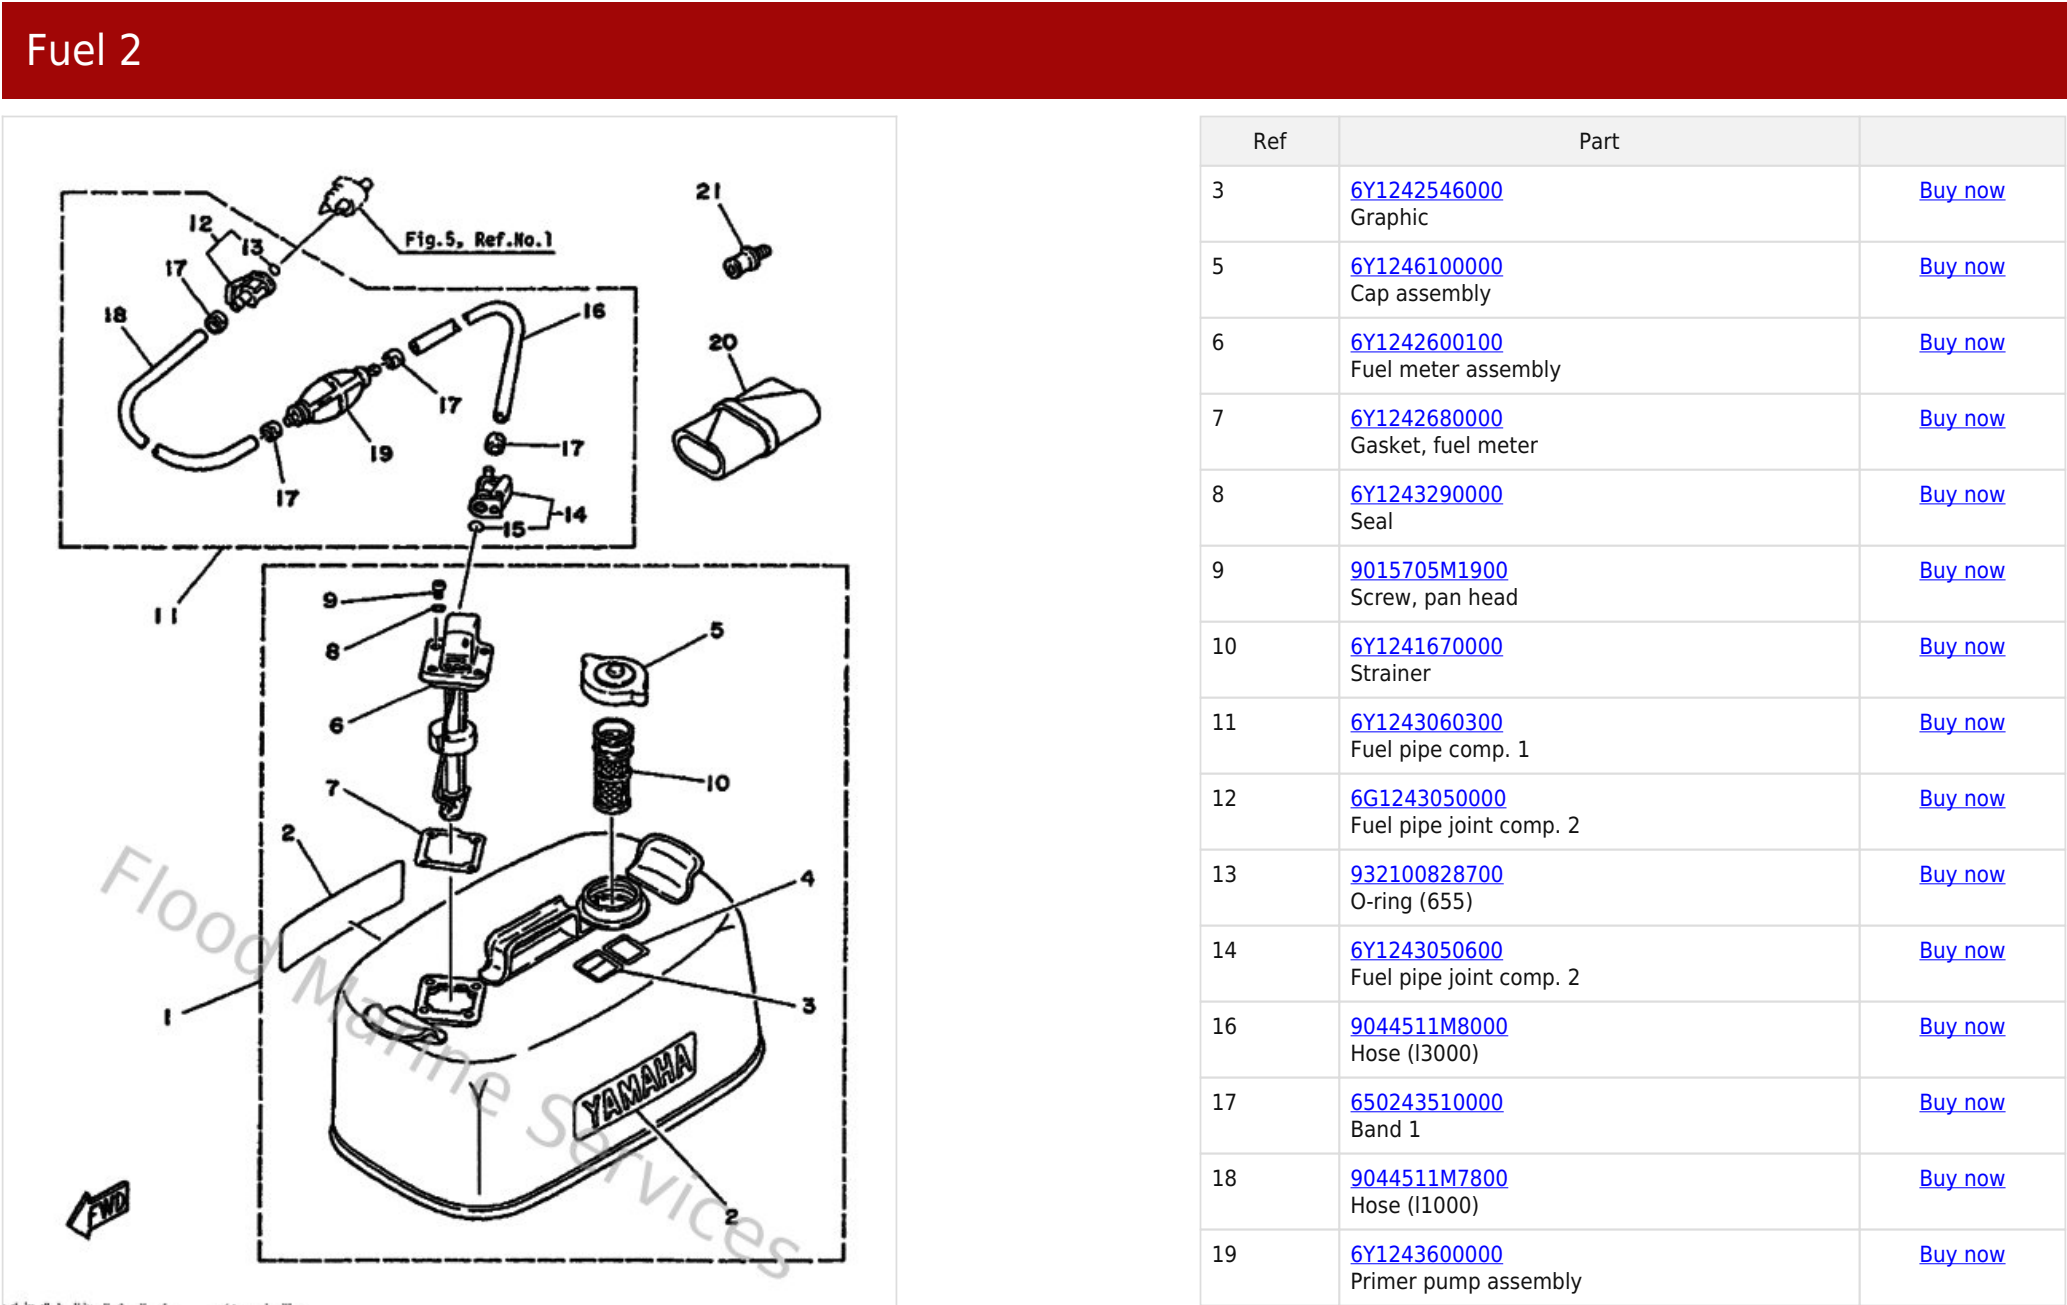 Fuel 2
21
12
13
Fig.5, Ref.No.1
17
18
16
20
17
19
17
17
14
15
11
9
8
5
6
7
10
2
4
1
3
YAMAHA
2
FWD
Flood Marine Services
Ref Part
3 6Y1242546000 Buy now
Graphic
5 6Y1246100000 Buy now
Cap assembly
6 6Y1242600100 Buy now
Fuel meter assembly
7 6Y1242680000 Buy now
Gasket, fuel meter
8 6Y1243290000 Buy now
Seal
9 9015705M1900 Buy now
Screw, pan head
10 6Y1241670000 Buy now
Strainer
11 6Y1243060300 Buy now
Fuel pipe comp. 1
12 6G1243050000 Buy now
Fuel pipe joint comp. 2
13 932100828700 Buy now
O-ring (655)
14 6Y1243050600 Buy now
Fuel pipe joint comp. 2
16 9044511M8000 Buy now
Hose (l3000)
17 650243510000 Buy now
Band 1
18 9044511M7800 Buy now
Hose (l1000)
19 6Y1243600000 Buy now
Primer pump assembly